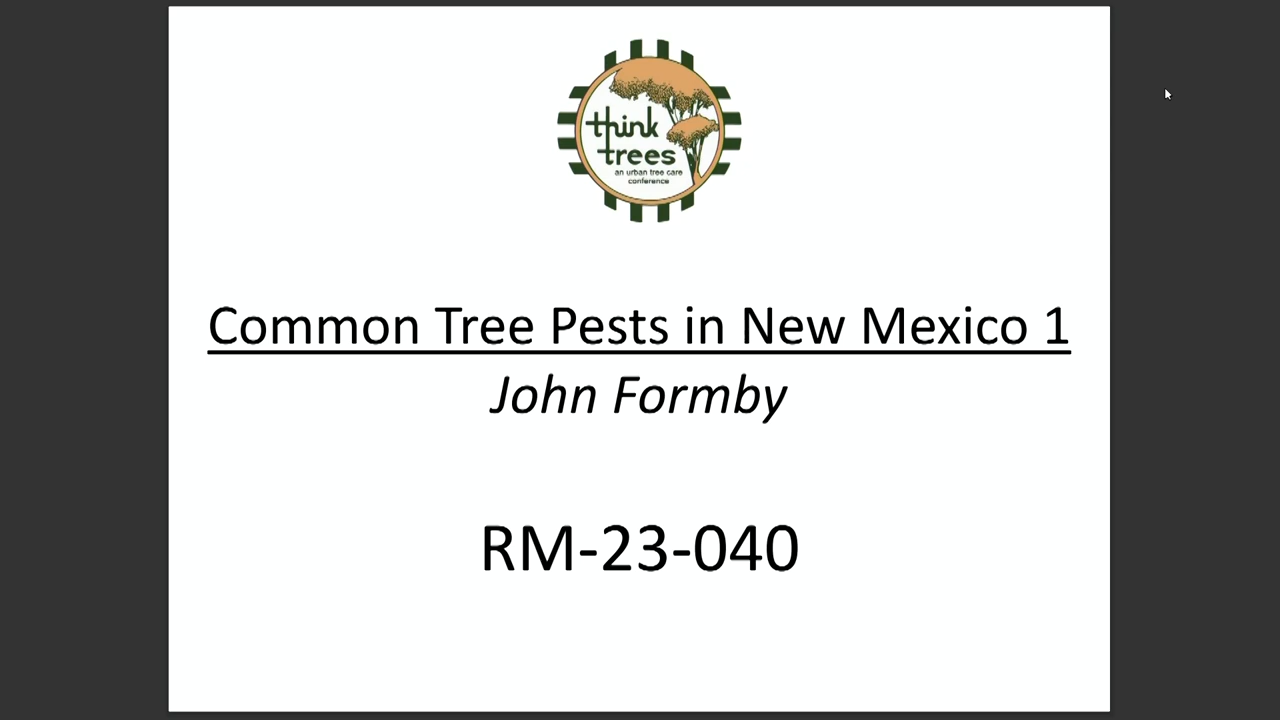 think
trees
an urban tree care
conference
Common Tree Pests in New Mexico 1
John Formby
RM-23-040